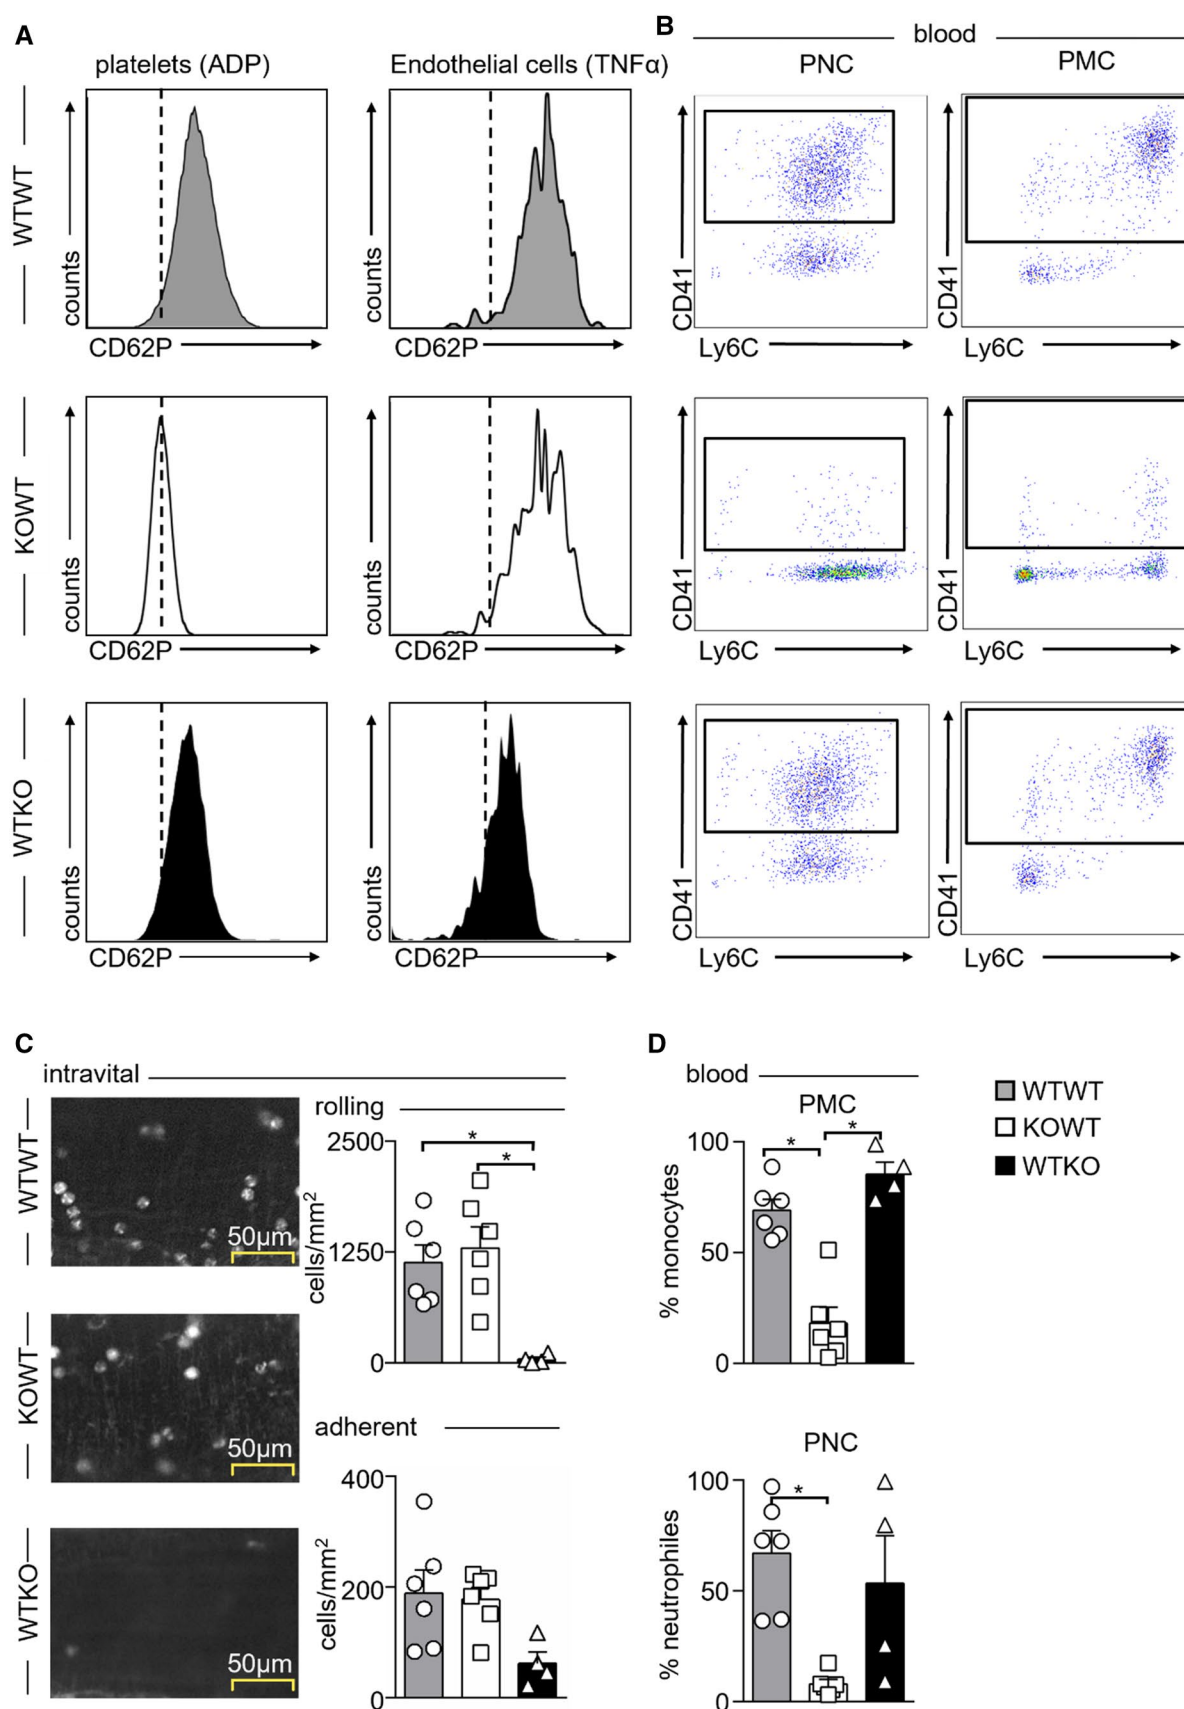 A
platelets (ADP)
Endothelial cells (TNFα)
B
blood
PNC
PMC
WTWT
counts
CD62P
counts
CD62P
CD41
Ly6C
CD41
Ly6C
KOWT
counts
CD62P
counts
CD62P
CD41
Ly6C
CD41
Ly6C
WTKO
counts
CD62P
counts
CD62P
CD41
Ly6C
CD41
Ly6C
C
intravital
WTWT
50µm
KOWT
50µm
WTKO
50µm
rolling
cells/mm²
2500
1250
0
*
*
adherent
cells/mm²
400
200
0
D
blood
PMC
% monocytes
100
50
0
*
*
PNC
% neutrophiles
100
50
0
*
WTWT
KOWT
WTKO